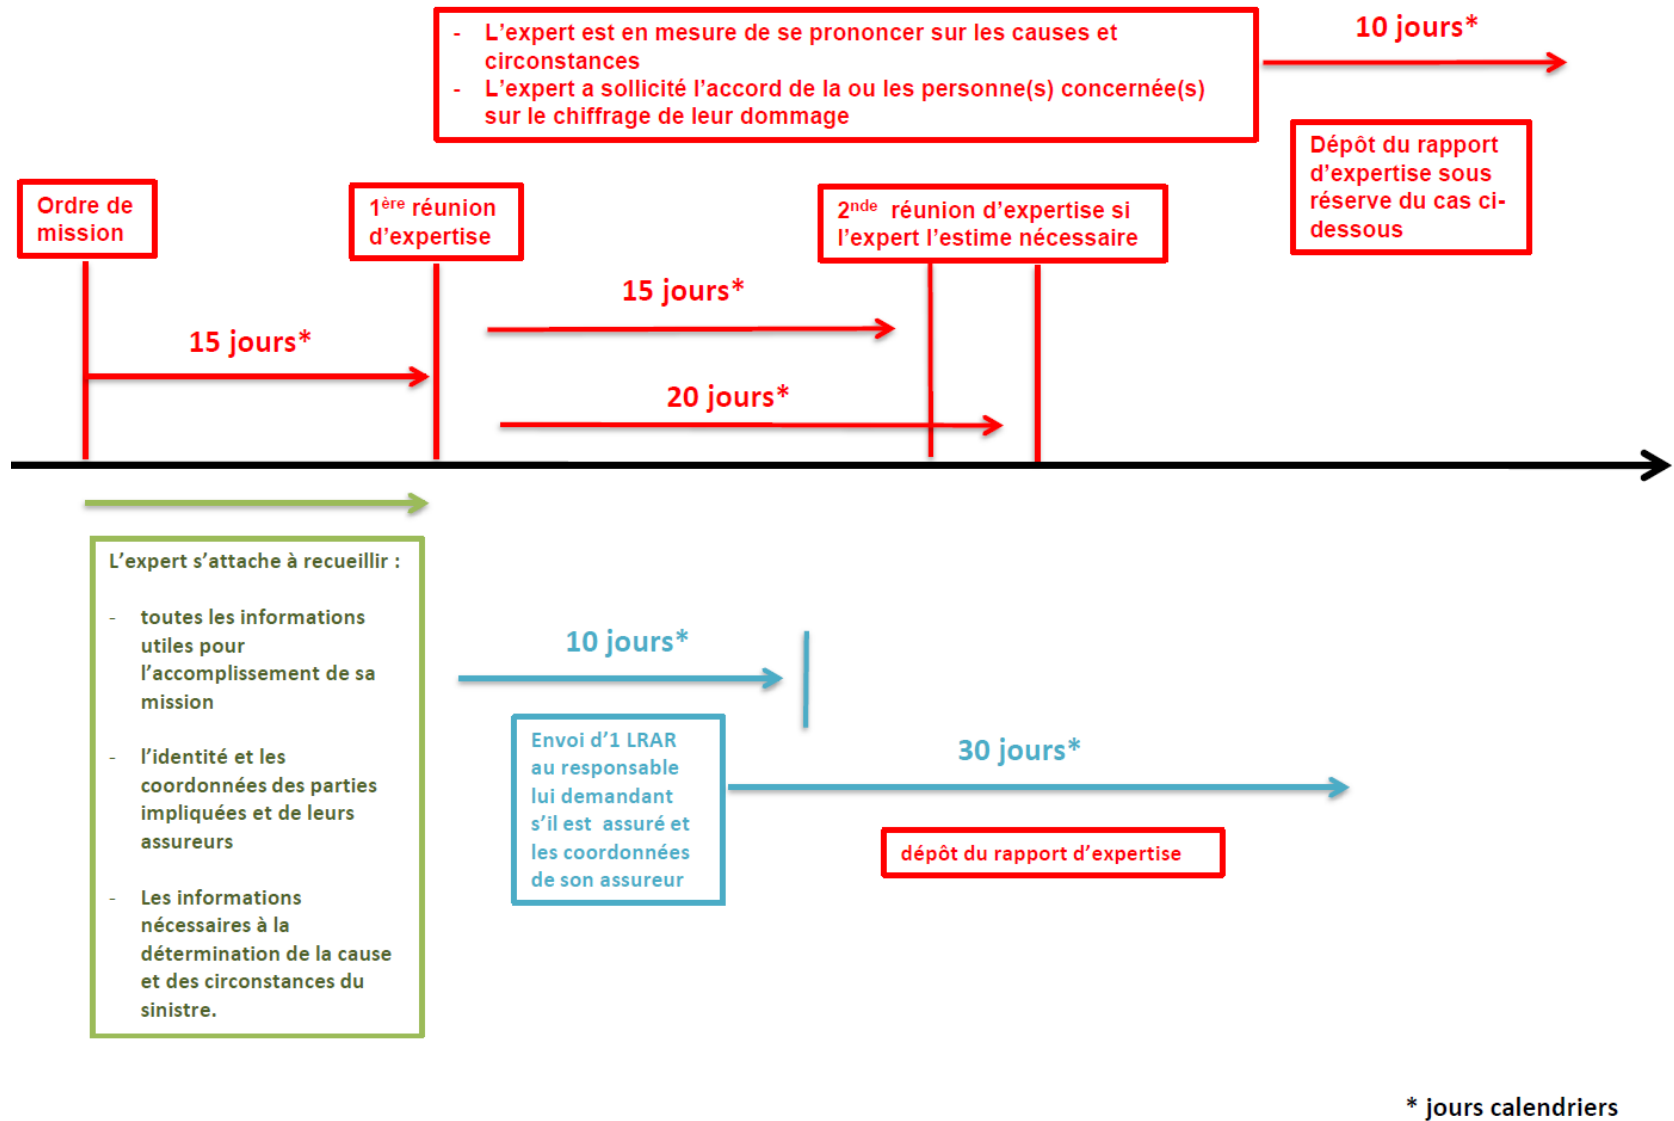 - L’expert est en mesure de se prononcer sur les causes et
circonstances
- L’expert a sollicité l’accord de la ou les personne(s) concernée(s)
sur le chiffrage de leur dommage
10 jours*
Dépôt du rapport
d’expertise sous
réserve du cas ci-
dessous
Ordre de
mission
1ère réunion
d’expertise
2nde réunion d’expertise si
l’expert l’estime nécessaire
15 jours*
15 jours*
20 jours*
L’expert s’attache à recueillir :
- toutes les informations
utiles pour
l’accomplissement de sa
mission
- l’identité et les
coordonnées des parties
impliquées et de leurs
assureurs
- Les informations
nécessaires à la
détermination de la cause
et des circonstances du
sinistre.
10 jours*
Envoi d’1 LRAR
au responsable
lui demandant
s’il est assuré et
les coordonnées
de son assureur
30 jours*
dépôt du rapport d’expertise
* jours calendriers